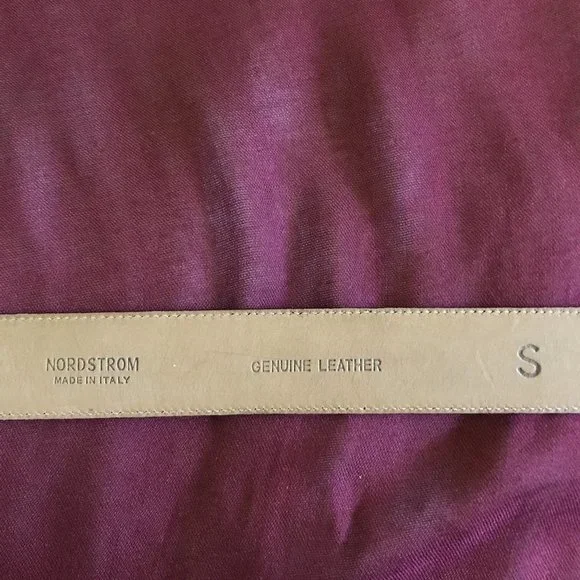 NORDSTROM
MADE IN ITALY
GENUINE LEATHER
S